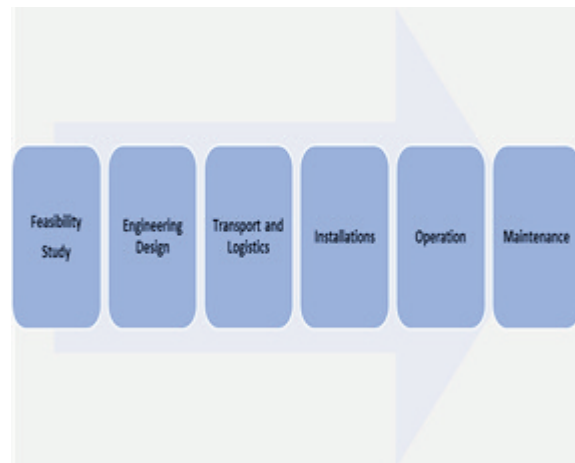 Feasibility
Study
Engineering
Design
Transport and
Logistics
Installations
Operation
Maintenance